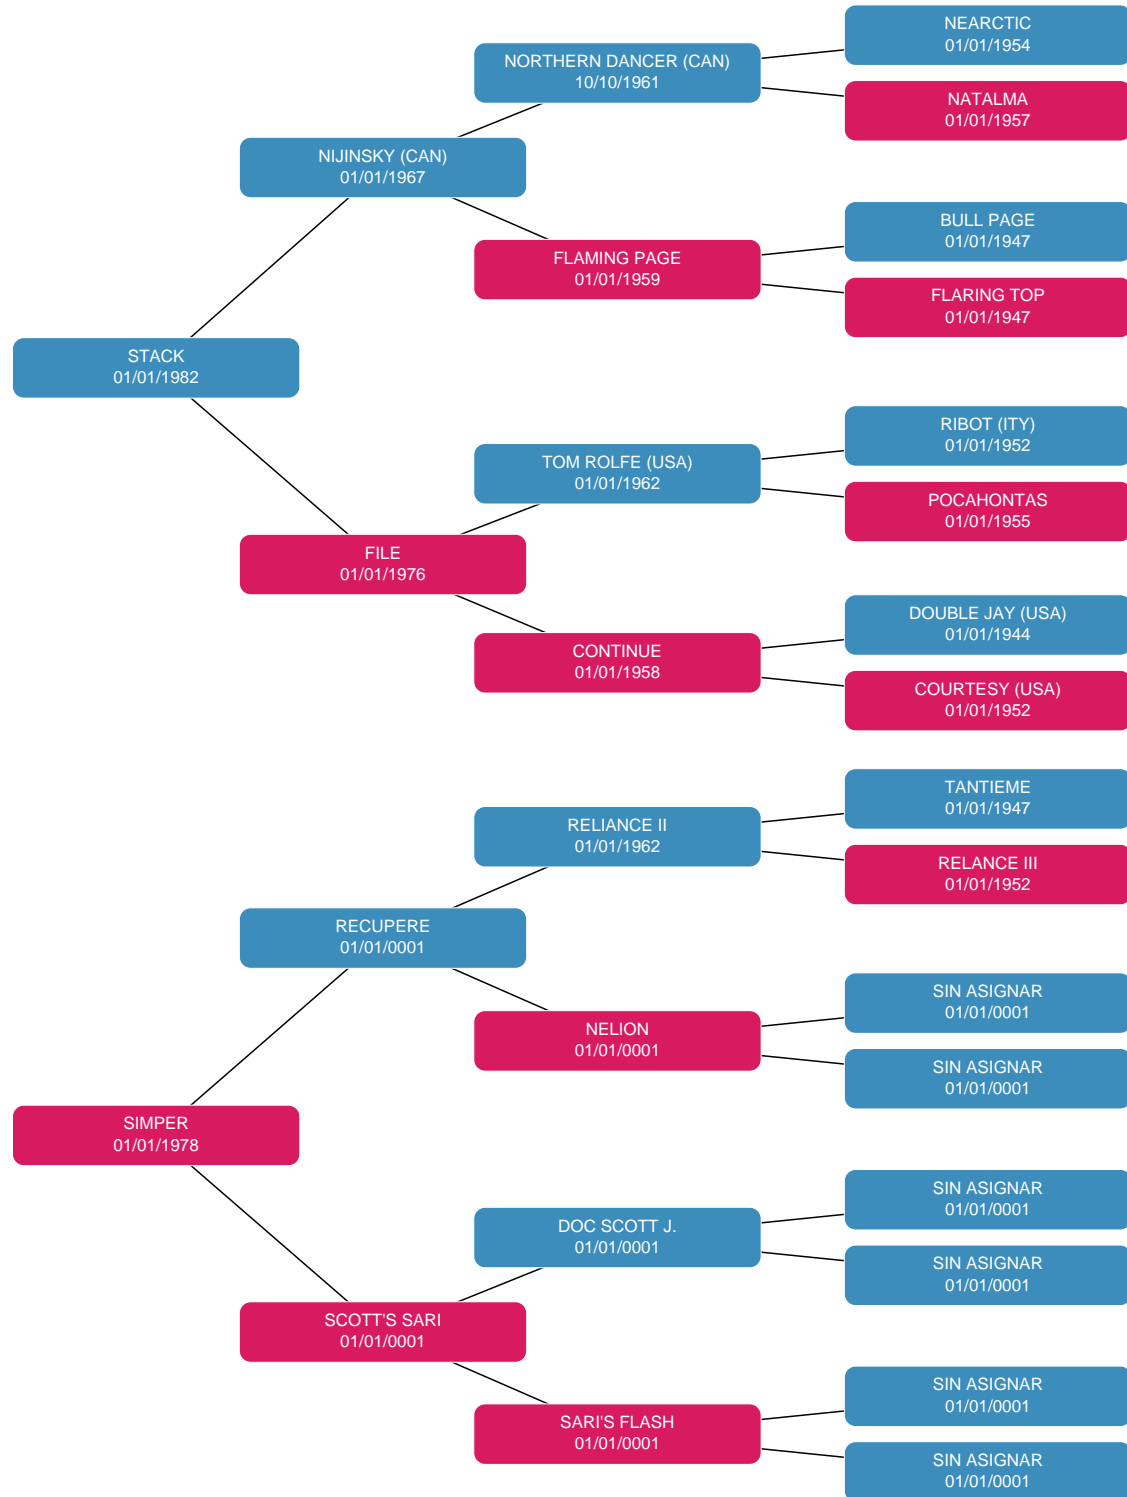 NEARCTIC
01/01/1954
NORTHERN DANCER (CAN)
10/10/1961
NATALMA
01/01/1957
NIJINSKY (CAN)
01/01/1967
BULL PAGE
01/01/1947
FLAMING PAGE
01/01/1959
FLARING TOP
01/01/1947
STACK
01/01/1982
RIBOT (ITY)
01/01/1952
TOM ROLFE (USA)
01/01/1962
POCAHONTAS
01/01/1955
FILE
01/01/1976
DOUBLE JAY (USA)
01/01/1944
CONTINUE
01/01/1958
COURTESY (USA)
01/01/1952
TANTIEME
01/01/1947
RELIANCE II
01/01/1962
RELANCE III
01/01/1952
RECUPERE
01/01/0001
SIN ASIGNAR
01/01/0001
NELION
01/01/0001
SIN ASIGNAR
01/01/0001
SIMPER
01/01/1978
SIN ASIGNAR
01/01/0001
DOC SCOTT J.
01/01/0001
SIN ASIGNAR
01/01/0001
SCOTT'S SARI
01/01/0001
SIN ASIGNAR
01/01/0001
SARI'S FLASH
01/01/0001
SIN ASIGNAR
01/01/0001